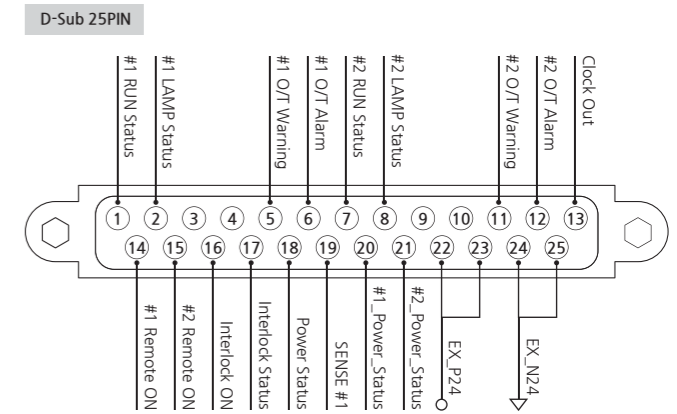 D-Sub 25PIN
#1 RUN Status
#1 LAMP Status
#1 O/T Warning
#1 O/T Alarm
#2 RUN Status
#2 LAMP Status
#2 O/T Warning
#2 O/T Alarm
Clock Out
1 2 3 4 5 6 7 8 9 10 11 12 13
14 15 16 17 18 19 20 21 22 23 24 25
#1 Remote ON
#2 Remote ON
Interlock ON
Interlock Status
Power Status
SENSE #1
#1_Power_Status
#2_Power_Status
EX_P24
EX_N24